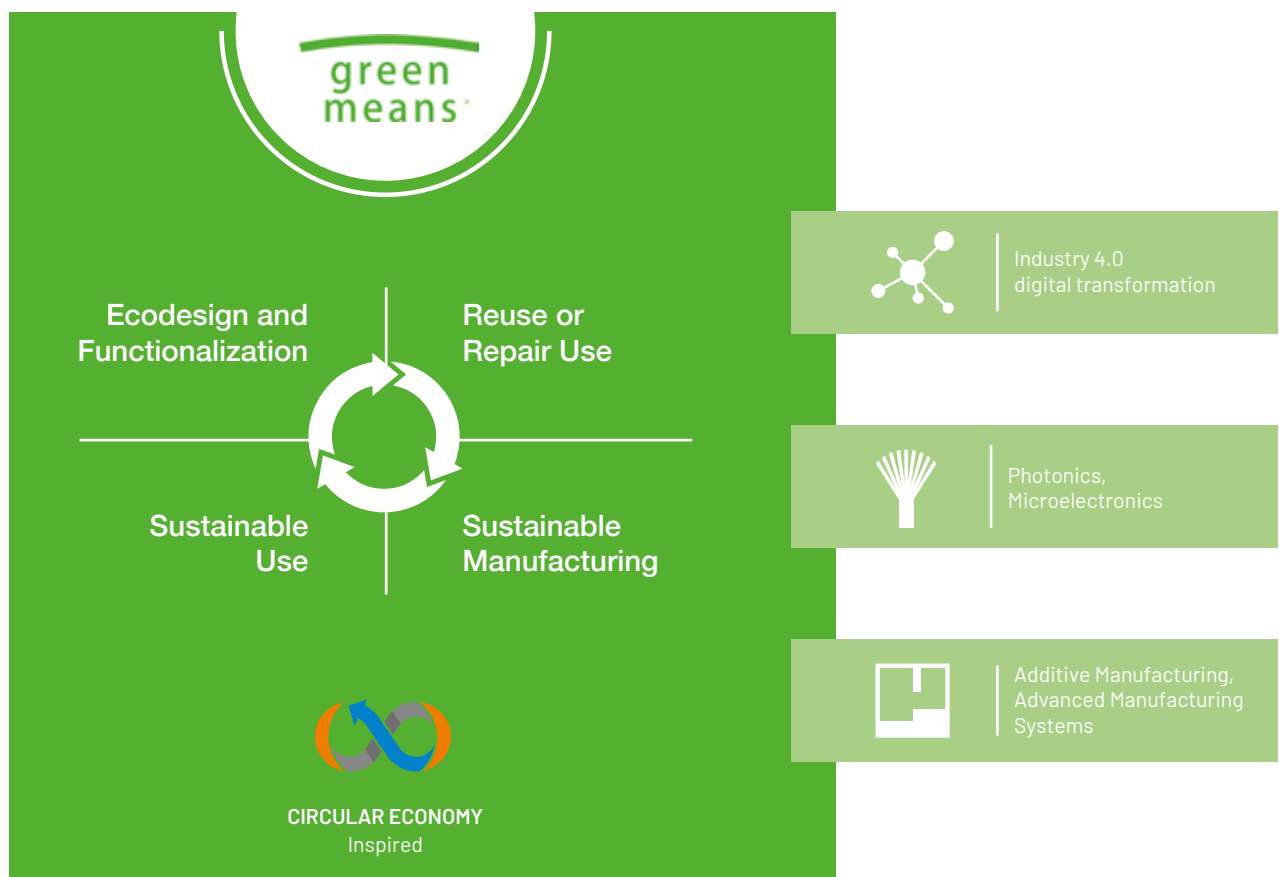 green
means
Ecodesign and
Functionalization
Reuse or
Repair Use
Sustainable
Use
Sustainable
Manufacturing
CIRCULAR ECONOMY
Inspired
Industry 4.0
digital transformation
Photonics,
Microelectronics
Additive Manufacturing,
Advanced Manufacturing
Systems